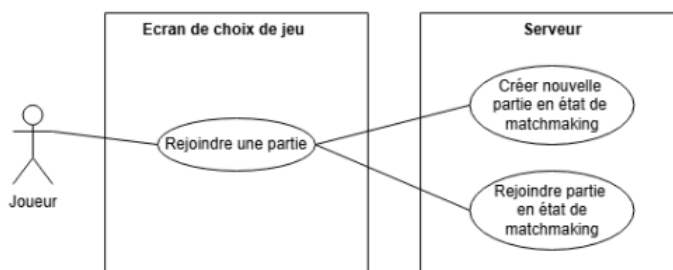 Ecran de choix de jeu
Serveur
Joueur
Rejoindre une partie
Créer nouvelle
partie en état de
matchmaking
Rejoindre partie
en état de
matchmaking